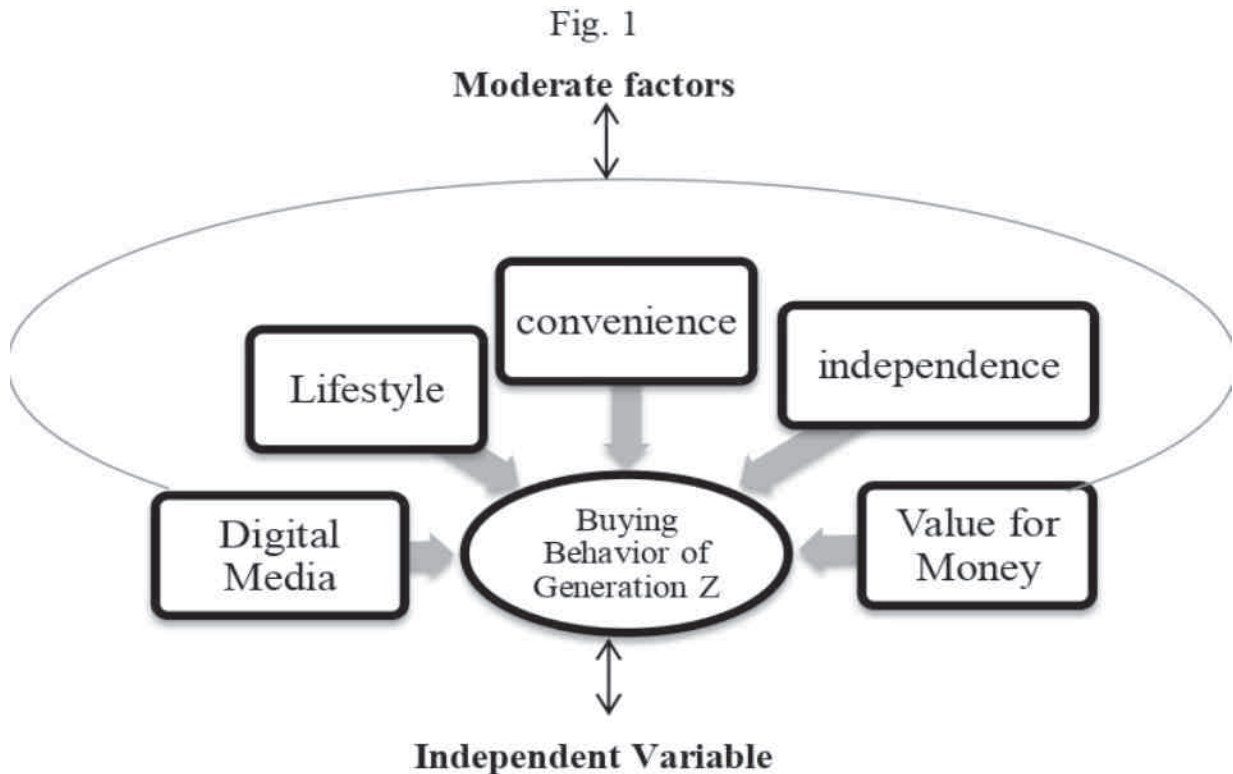 Fig. 1
Moderate factors
convenience
independence
Lifestyle
Digital
Media
Buying
Behavior of
Generation Z
Value for
Money
Independent Variable